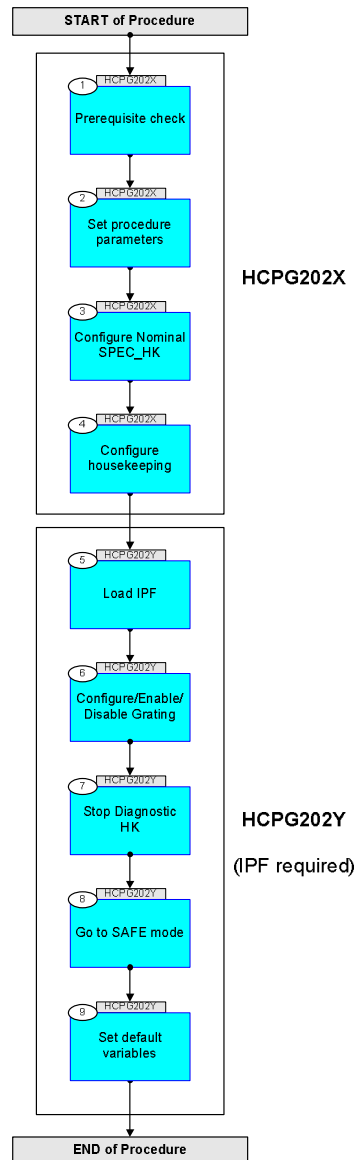 START of Procedure
HCPG202X
1
Prerequisite check
HCPG202X
2
Set procedure
parameters
HCPG202X
3
Configure Nominal
SPEC_HK
HCPG202X
HCPG202X
4
Configure
housekeeping
HCPG202Y
5
Load IPF
HCPG202Y
6
Configure/Enable/
Disable Grating
HCPG202Y
7
Stop Diagnostic
HK
HCPG202Y
(IPF required)
HCPG202Y
8
Go to SAFE mode
HCPG202Y
9
Set default
variables
END of Procedure